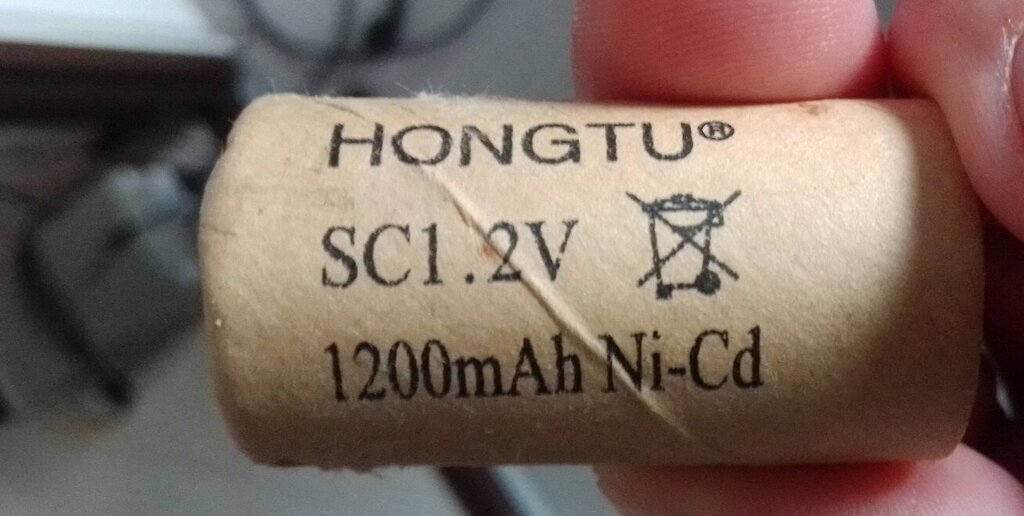 HONGTU®
SC1.2V
1200mAh Ni-Cd